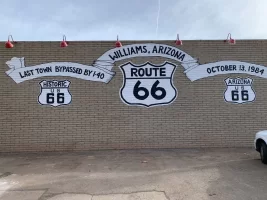 WILLIAMS, ARIZONA
LAST TOWN BYPASSED BY I-40
OCTOBER 13, 1984
HISTORIC
US
66
ROUTE
66
ARIZONA
US
66